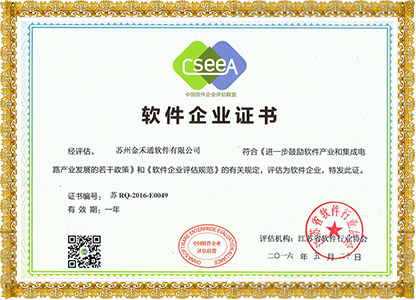 CSEEA
中国软件企业评估联盟
软件企业证书
经评估， 苏州金禾通软件有限公司 符合《进一步鼓励软件产业和集成电
路产业发展的若干政策》和《软件企业评估规范》的有关规定，评估为软件企业，特发此证。
证书编号： 苏 RQ-2016-E0049
有 效 期： 一年
中国软件企业
评估联盟
江苏省软件行业协会
评估机构：江苏省软件行业协会
二〇一六 年 五 月 二十 日